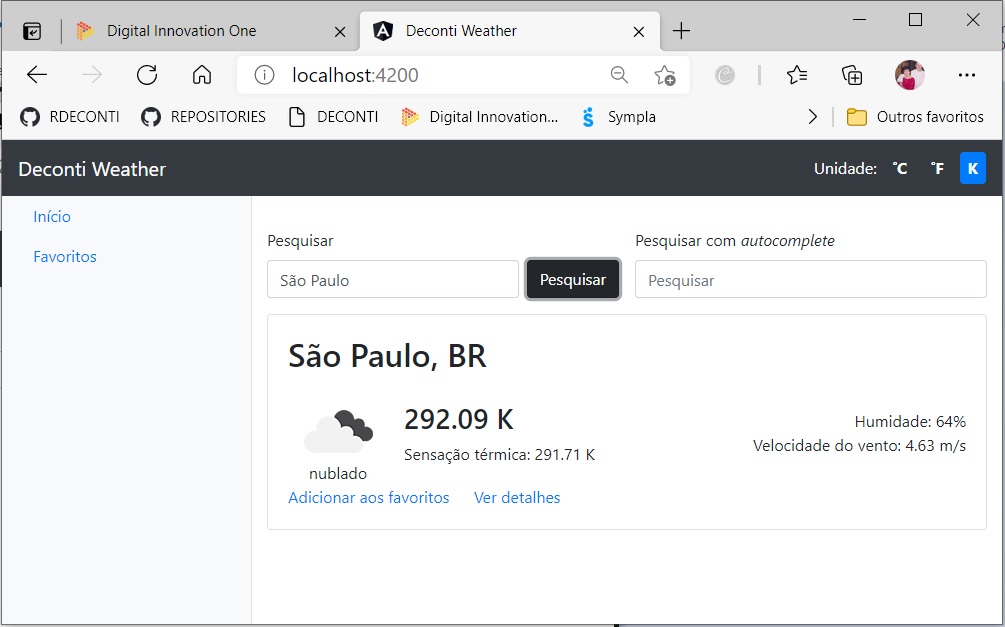 Digital Innovation One
Deconti Weather
localhost:4200
RDECONTI
REPOSITORIES
DECONTI
Digital Innovation...
Sympla
Outros favoritos
Deconti Weather
Unidade: °C °F K
Início
Favoritos
Pesquisar
Pesquisar com autocomplete
São Paulo
Pesquisar
Pesquisar
São Paulo, BR
292.09 K
Sensação térmica: 291.71 K
nublado
Humidade: 64%
Velocidade do vento: 4.63 m/s
Adicionar aos favoritos
Ver detalhes